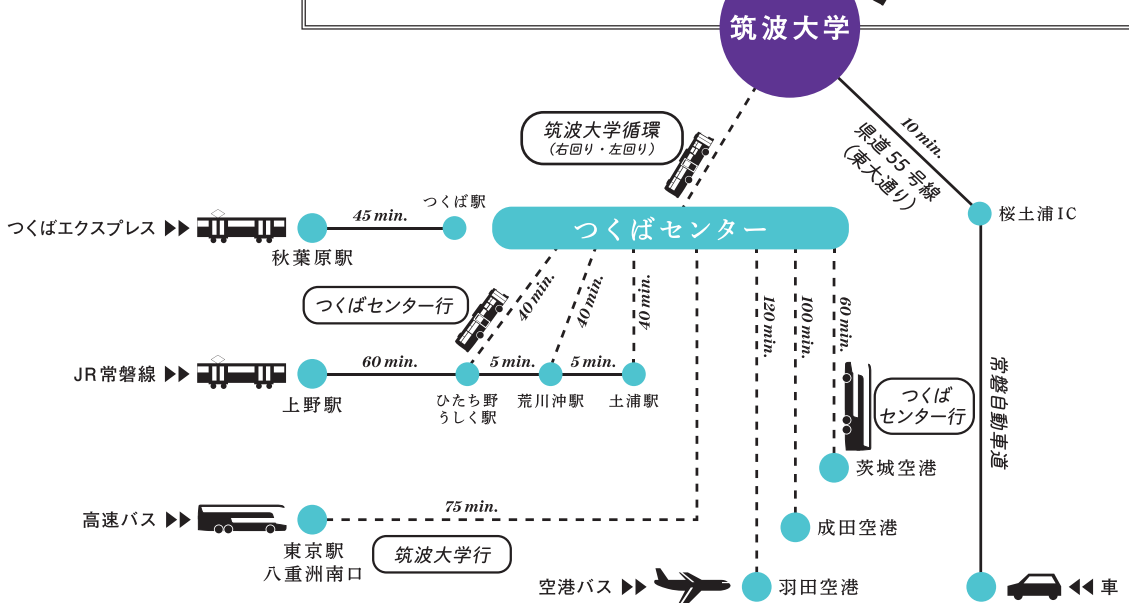 筑波大学
筑波大学循環
（右回り・左回り）
10 min.
県道55号線
（東大通り）
つくばエクスプレス
45 min.
つくば駅
秋葉原駅
つくばセンター
桜土浦IC
つくばセンター行
40 min.
40 min.
40 min.
120 min.
100 min.
60 min.
JR常磐線
60 min.
5 min.
5 min.
上野駅
ひたち野
うしく駅
荒川沖駅
土浦駅
つくば
センター行
常磐自動車道
茨城空港
高速バス
75 min.
東京駅
八重洲南口
筑波大学行
成田空港
空港バス
羽田空港
車